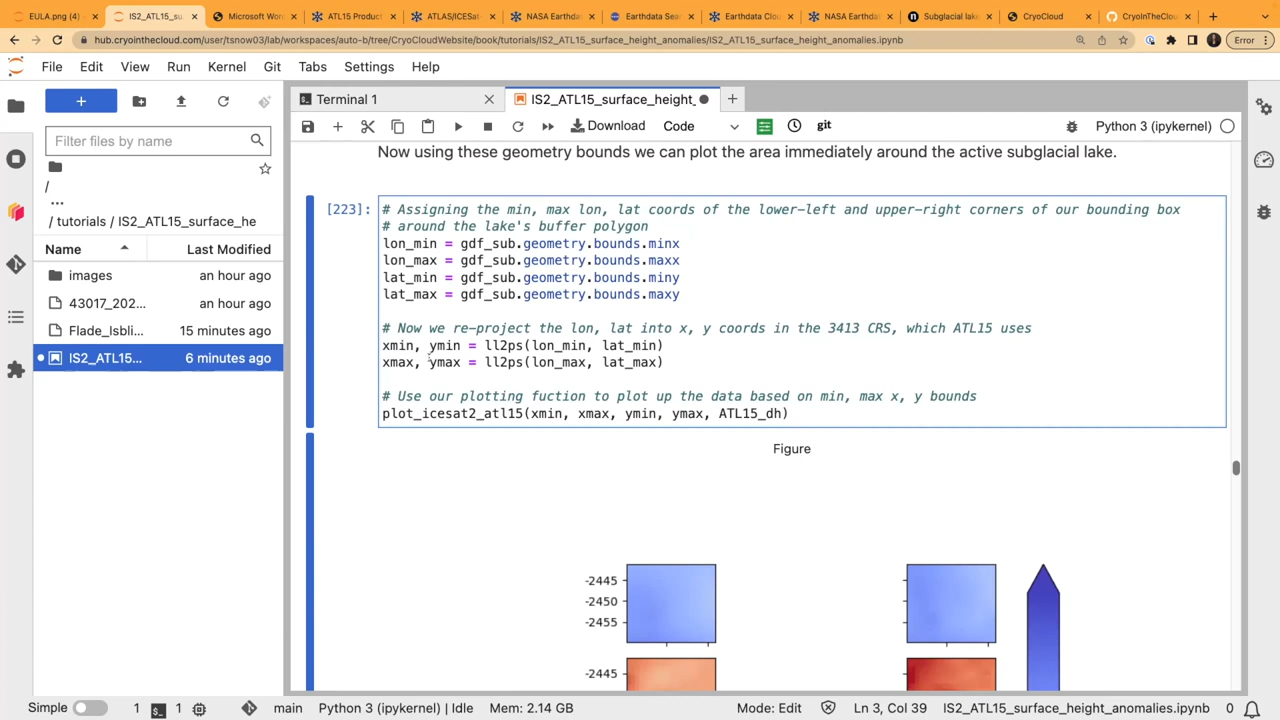 EULA.png (4) -
IS2_ATL15_su
Microsoft Wor
ATL15 Product
ATLAS/ICESat-
NASA Earthda
Earthdata Sea
Earthdata Clou
NASA Earthda
Subglacial lake
CryoCloud
CryoInTheClou
hub.cryointhecloud.com/user/tsnow03/lab/workspaces/auto-b/tree/CryoCloudWebsite/book/tutorials/IS2_ATL15_surface_height_anomalies/IS2_ATL15_surface_height_anomalies.ipynb
Error
File Edit View Run Kernel Git Tabs Settings Help
Filter files by name
/
...
/ tutorials / IS2_ATL15_surface_he
Name Last Modified
images an hour ago
43017_202... an hour ago
Flade_Isbli... 15 minutes ago
IS2_ATL15... 6 minutes ago
Terminal 1
IS2_ATL15_surface_height_
Download Code git Python 3 (ipykernel)
Now using these geometry bounds we can plot the area immediately around the active subglacial lake.
[223]:
# Assigning the min, max lon, lat coords of the lower-left and upper-right corners of our bounding box
# around the lake's buffer polygon
lon_min = gdf_sub.geometry.bounds.minx
lon_max = gdf_sub.geometry.bounds.maxx
lat_min = gdf_sub.geometry.bounds.miny
lat_max = gdf_sub.geometry.bounds.maxy
# Now we re-project the lon, lat into x, y coords in the 3413 CRS, which ATL15 uses
xmin, ymin = ll2ps(lon_min, lat_min)
xmax, ymax = ll2ps(lon_max, lat_max)
# Use our plotting fuction to plot up the data based on min, max x, y bounds
plot_icesat2_atl15(xmin, xmax, ymin, ymax, ATL15_dh)
Figure
-2445
-2450
-2455
-2445
Simple 1 1 main Python 3 (ipykernel) | Idle Mem: 2.14 GB Mode: Edit Ln 3, Col 39 IS2_ATL15_surface_height_anomalies.ipynb 0